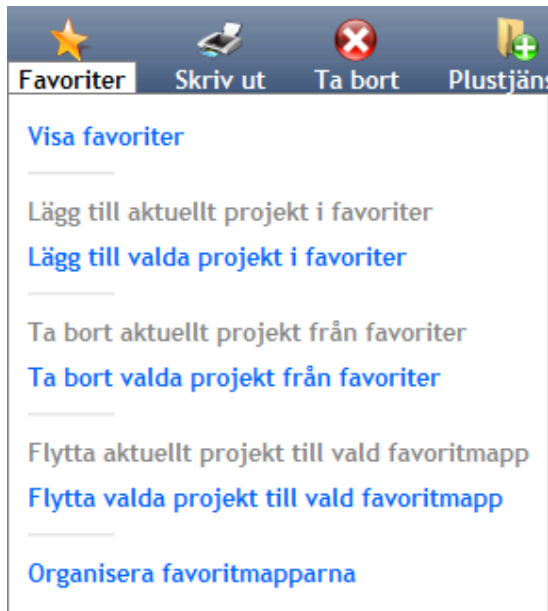 Favoriter Skriv ut Ta bort Plustjäns
Visa favoriter
Lägg till aktuellt projekt i favoriter
Lägg till valda projekt i favoriter
Ta bort aktuellt projekt från favoriter
Ta bort valda projekt från favoriter
Flytta aktuellt projekt till vald favoritmapp
Flytta valda projekt till vald favoritmapp
Organisera favoritmapparna